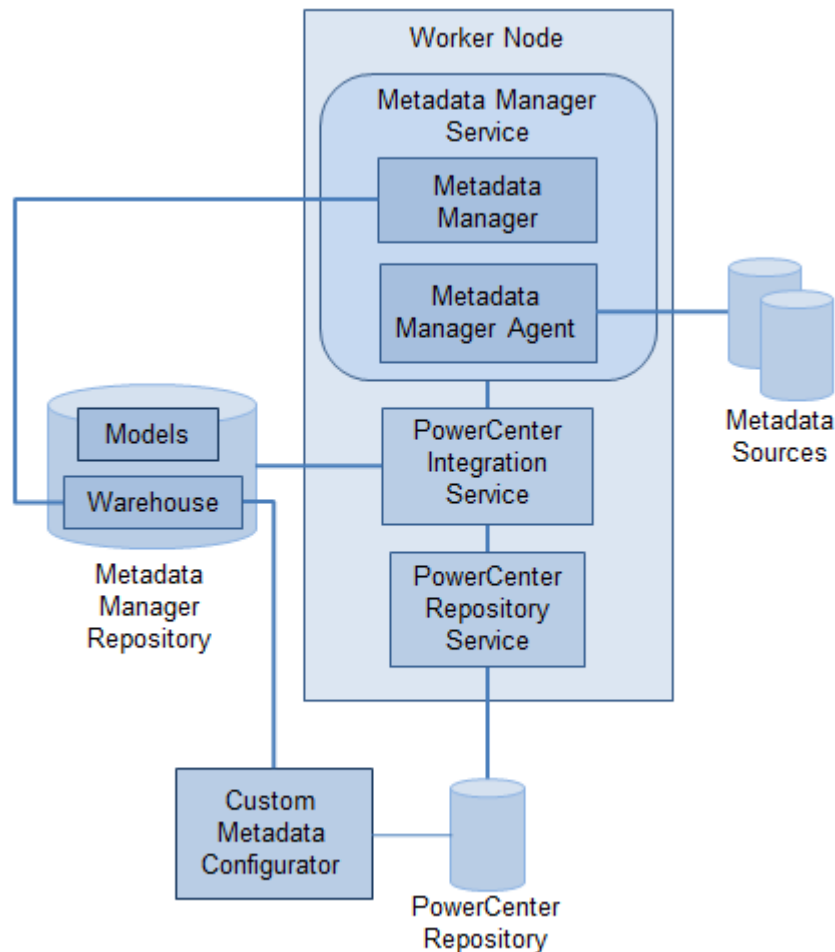 Worker Node
Metadata Manager
Service
Metadata
Manager
Metadata
Manager Agent
Metadata
Sources
Models
Warehouse
Metadata
Manager
Repository
PowerCenter
Integration
Service
PowerCenter
Repository
Service
Custom
Metadata
Configurator
PowerCenter
Repository